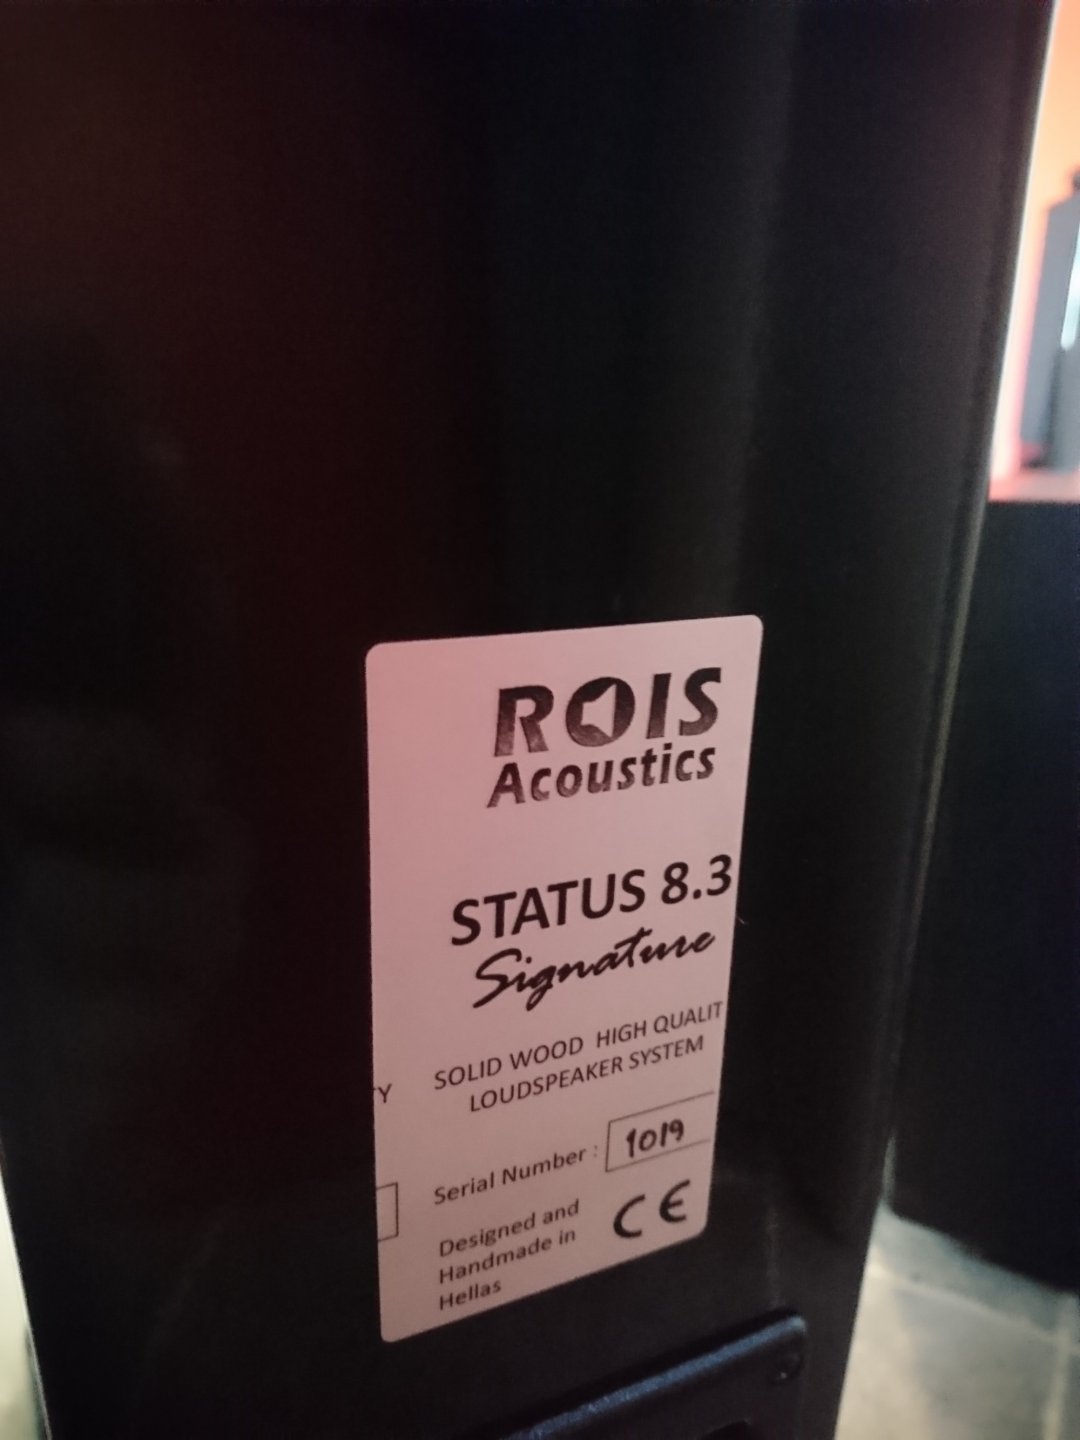 ROIS
Acoustics
STATUS 8.3
Signature
SOLID WOOD HIGH QUALIT
LOUDSPEAKER SYSTEM
Y
Serial Number : 1019
Designed and
Handmade in
Hellas
CE